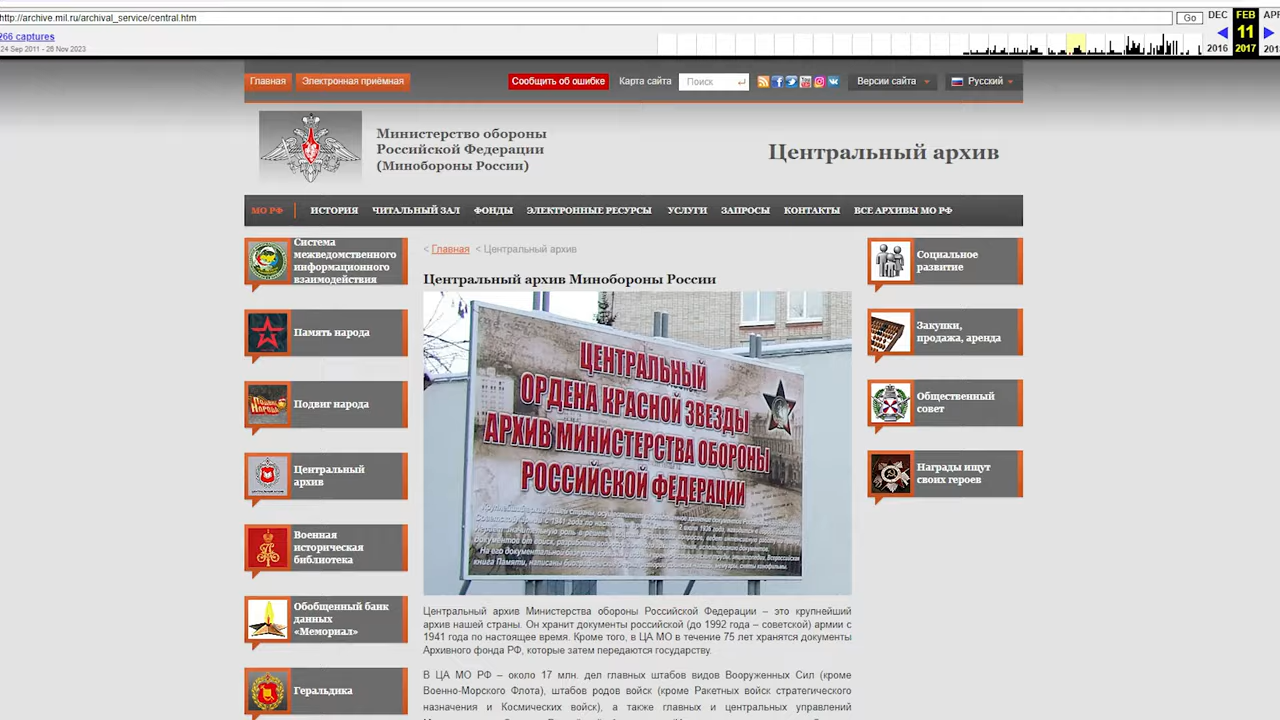 http://archive.mil.ru/archival_service/central.htm
Go
DEC
FEB
266 captures
11
24 Sep 2011 - 26 Nov 2023
2016
2017
Главная
Электронная приёмная
Сообщить об ошибке
Карта сайта
Поиск
Версии сайта
Русский
Министерство обороны
Российской Федерации
(Минобороны России)
Центральный архив
МО РФ
ИСТОРИЯ
ЧИТАЛЬНЫЙ ЗАЛ
ФОНДЫ
ЭЛЕКТРОННЫЕ РЕСУРСЫ
УСЛУГИ
ЗАПРОСЫ
КОНТАКТЫ
ВСЕ АРХИВЫ МО РФ
Система
межведомственного
информационного
взаимодействия
Память народа
Подвиг народа
Центральный
архив
Военная
историческая
библиотека
Обобщенный банк
данных
«Мемориал»
Геральдика
< Главная < Центральный архив
Центральный архив Минобороны России
ЦЕНТРАЛЬНЫЙ
ОРДЕНА КРАСНОЙ ЗВЕЗДЫ
АРХИВ МИНИСТЕРСТВА ОБОРОНЫ
РОССИЙСКОЙ ФЕДЕРАЦИИ
Центральный архив Министерства обороны Российской Федерации – это крупнейший
архив нашей страны. Он хранит документы российской (до 1992 года – советской) армии с
1941 года по настоящее время. Кроме того, в ЦА МО в течение 75 лет хранятся документы
Архивного фонда РФ, которые затем передаются государству.
В ЦА МО РФ – около 17 млн. дел главных штабов видов Вооруженных Сил (кроме
Военно-Морского Флота), штабов родов войск (кроме Ракетных войск стратегического
назначения и Космических войск), а также главных и центральных управлений
Социальное
развитие
Закупки,
продажа, аренда
Общественный
совет
Награды ищут
своих героев